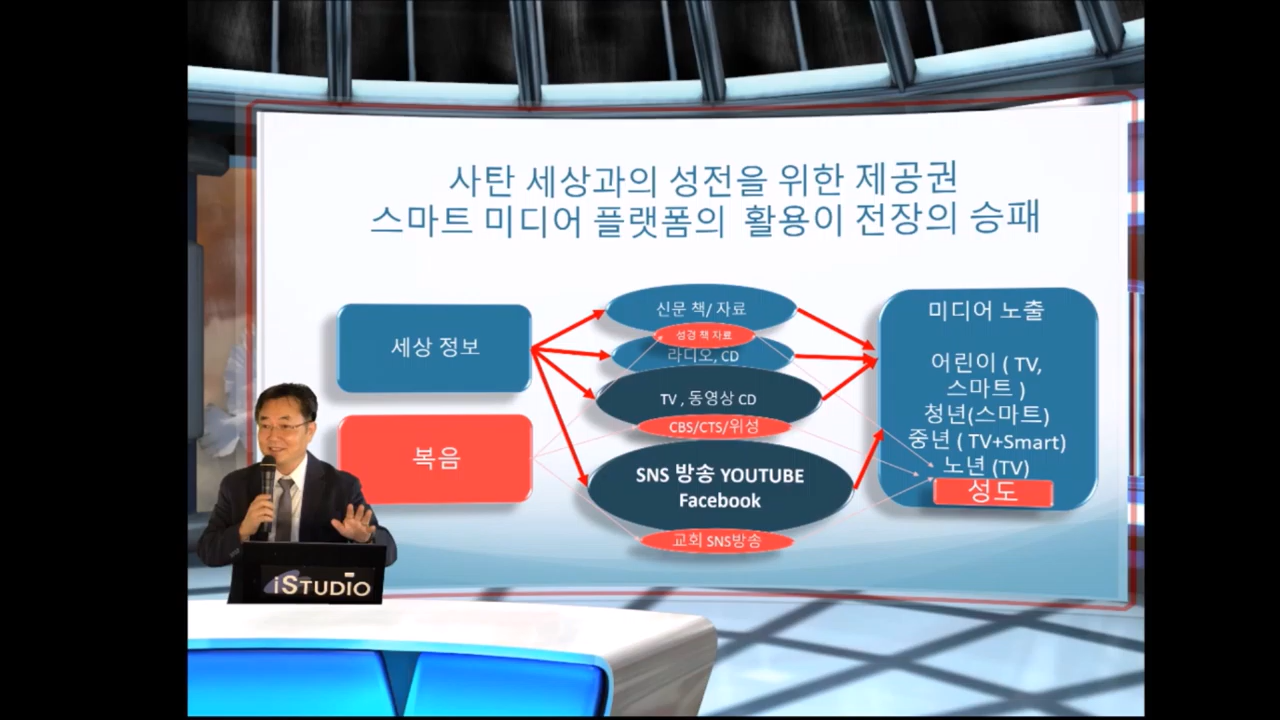 사탄 세상과의 성전을 위한 제공권
스마트 미디어 플랫폼의 활용이 전장의 승패
세상 정보
복음
신문 책/ 자료
성경 책 자료
라디오, CD
TV , 동영상 CD
CBS/CTS/위성
SNS 방송 YOUTUBE
Facebook
교회 SNS방송
미디어 노출
어린이 ( TV,
스마트 )
청년(스마트)
중년 ( TV+Smart)
노년 (TV)
성도
iSTUDIO